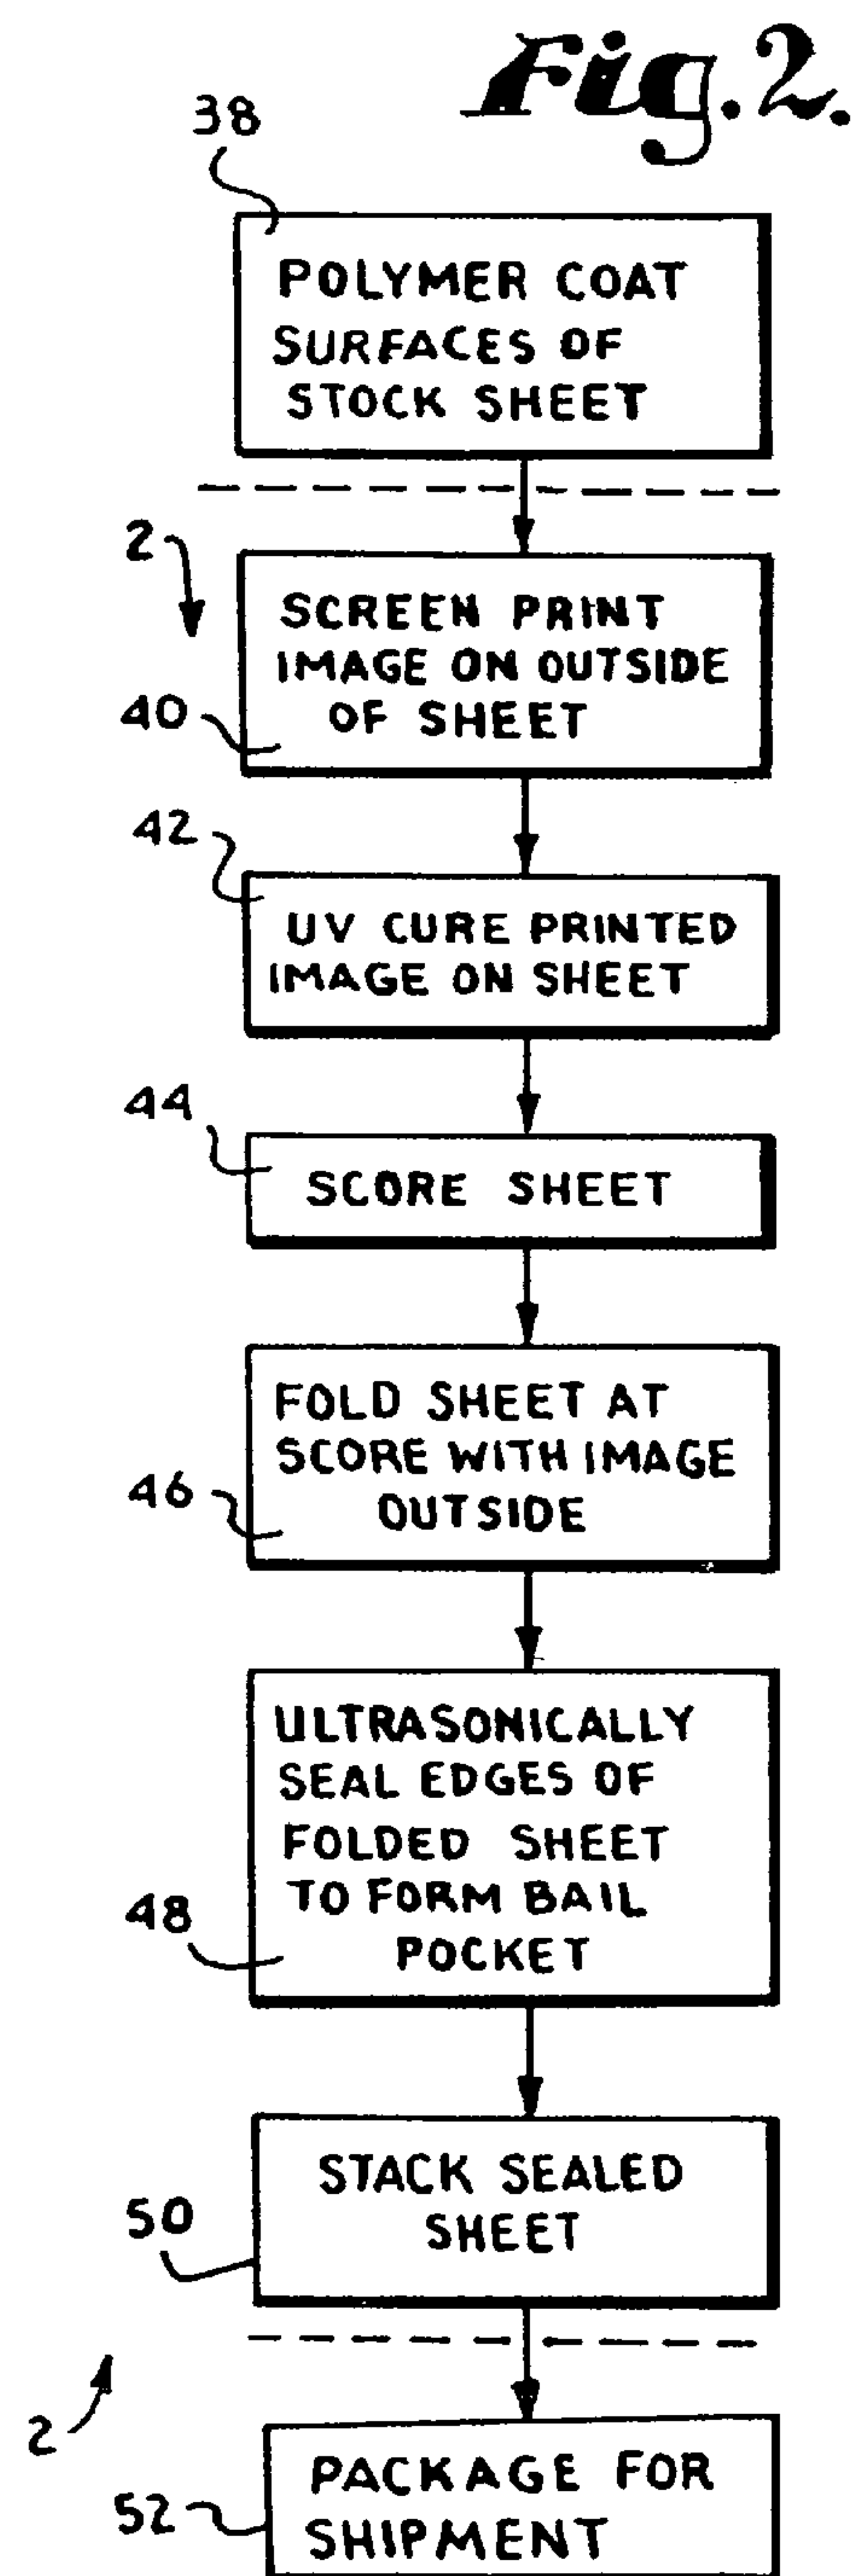 Fig. 2.
38
POLYMER COAT
SURFACES OF
STOCK SHEET
2
SCREEN PRINT
IMAGE ON OUTSIDE
OF SHEET
40
42
UV CURE PRINTED
IMAGE ON SHEET
44
SCORE SHEET
FOLD SHEET AT
SCORE WITH IMAGE
OUTSIDE
46
ULTRASONICALLY
SEAL EDGES OF
FOLDED SHEET
TO FORM BAIL
POCKET
48
STACK SEALED
SHEET
50
2
PACKAGE FOR
SHIPMENT
52